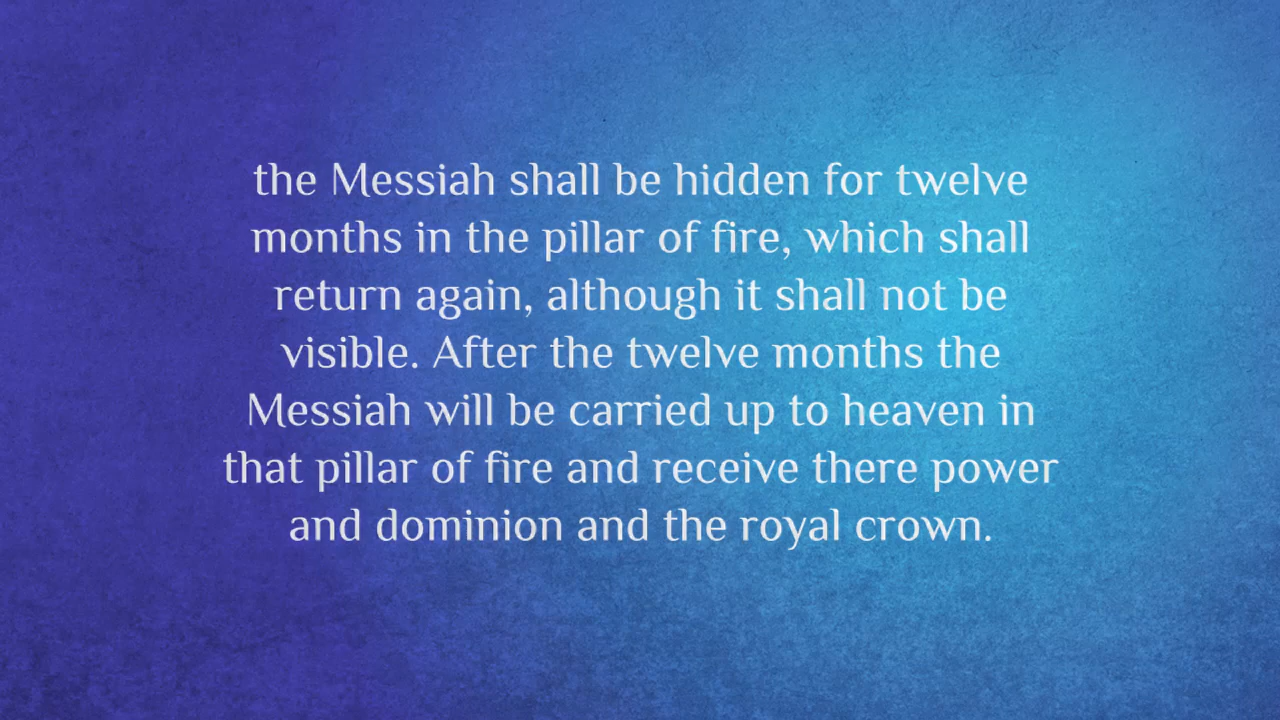 the Messiah shall be hidden for twelve
months in the pillar of fire, which shall
return again, although it shall not be
visible. After the twelve months the
Messiah will be carried up to heaven in
that pillar of fire and receive there power
and dominion and the royal crown.